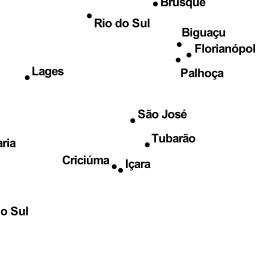 Brusque
Rio do Sul
Biguaçu
Florianópol
Lages
Palhoça
São José
Tubarão
aria
Criciúma
Içara
o Sul